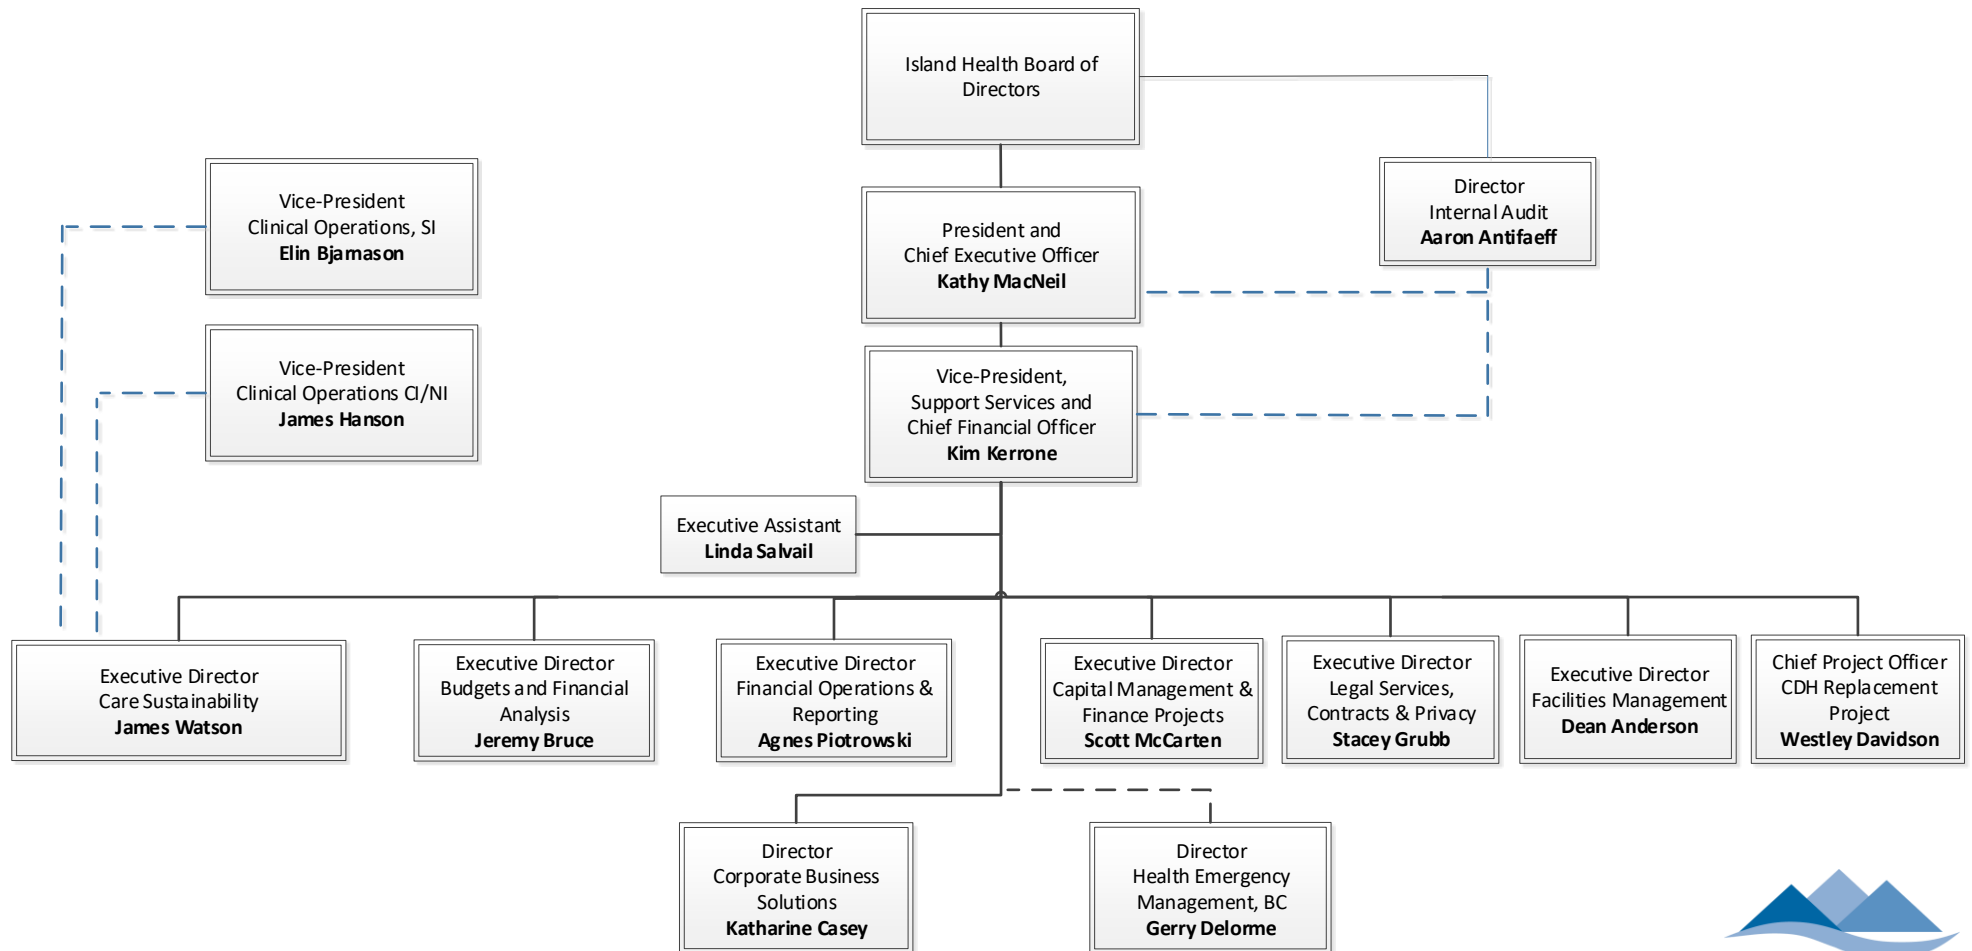 Island Health Board of
Directors
Vice-President
Clinical Operations, SI
Elin Bjarnason
President and
Chief Executive Officer
Kathy MacNeil
Director
Internal Audit
Aaron Antifaeff
Vice-President
Clinical Operations CI/NI
James Hanson
Vice-President,
Support Services and
Chief Financial Officer
Kim Kerrone
Executive Assistant
Linda Salvail
Executive Director
Care Sustainability
James Watson
Executive Director
Budgets and Financial
Analysis
Jeremy Bruce
Executive Director
Financial Operations &
Reporting
Agnes Piotrowski
Executive Director
Capital Management &
Finance Projects
Scott McCarten
Executive Director
Legal Services,
Contracts & Privacy
Stacey Grubb
Executive Director
Facilities Management
Dean Anderson
Chief Project Officer
CDH Replacement
Project
Westley Davidson
Director
Corporate Business
Solutions
Katharine Casey
Director
Health Emergency
Management, BC
Gerry Delorme